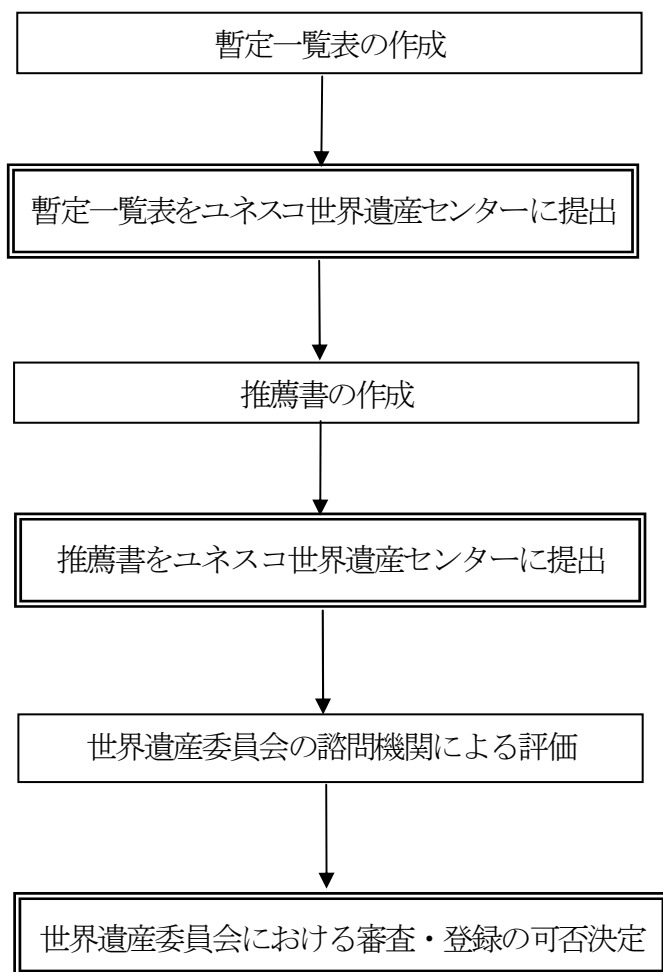 暫定一覧表の作成
暫定一覧表をユネスコ世界遺産センターに提出
推薦書の作成
推薦書をユネスコ世界遺産センターに提出
世界遺産委員会の諮問機関による評価
世界遺産委員会における審査・登録の可否決定